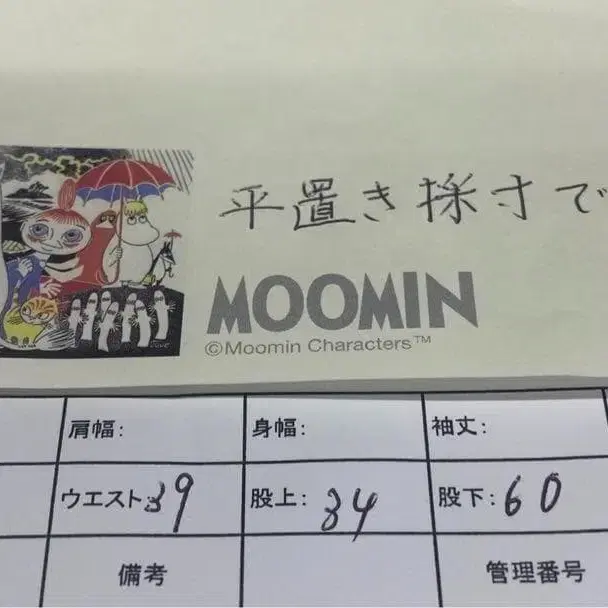 平置き採寸で
MOOMIN
©Moomin Characters™
肩幅: 身幅: 袖丈:
ウエスト: 39 股上: 34 股下: 60
備考 管理番号